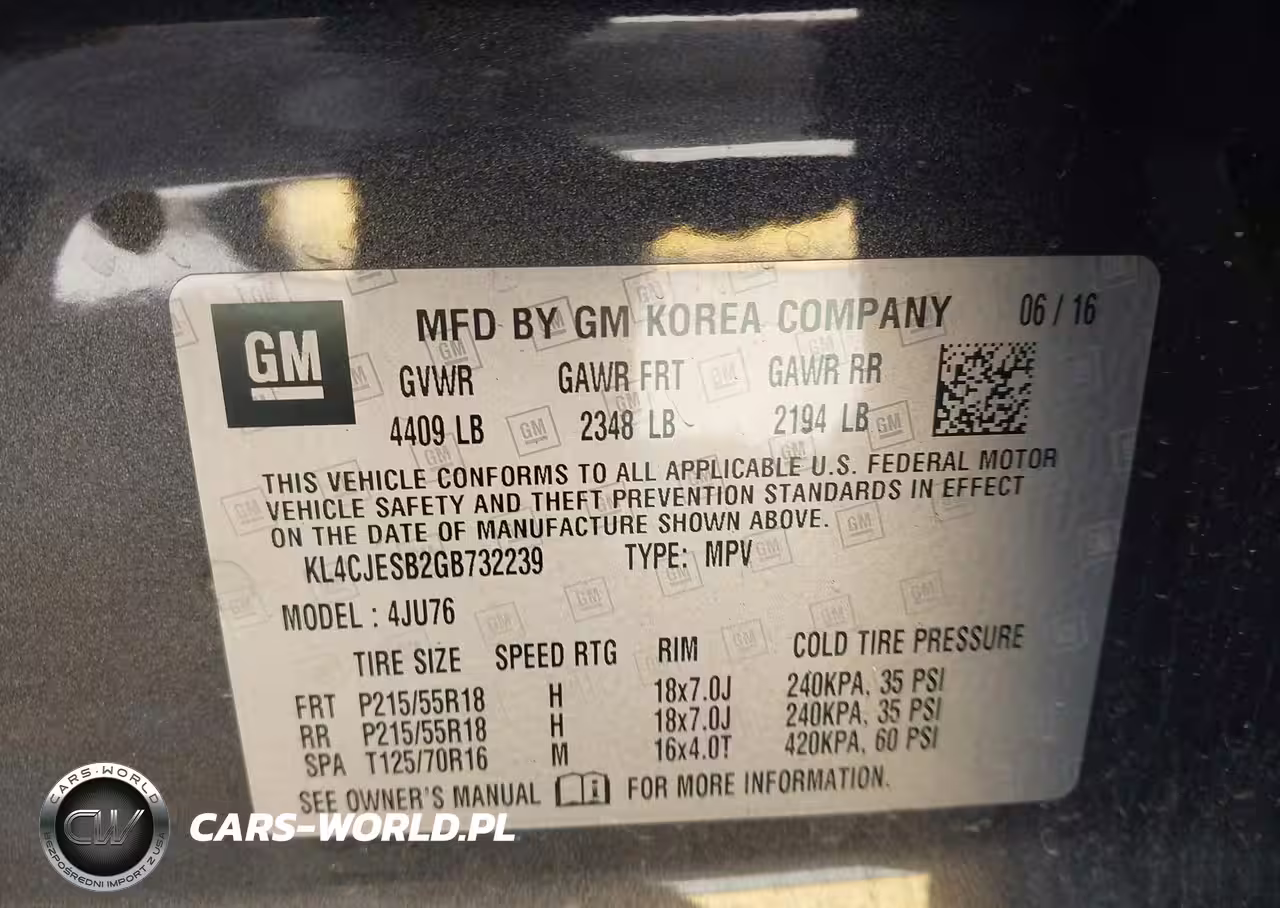 GM
MFD BY GM KOREA COMPANY 06 / 16
GVWR GAWR FRT GAWR RR
4409 LB 2348 LB 2194 LB
THIS VEHICLE CONFORMS TO ALL APPLICABLE U.S. FEDERAL MOTOR
VEHICLE SAFETY AND THEFT PREVENTION STANDARDS IN EFFECT
ON THE DATE OF MANUFACTURE SHOWN ABOVE.
KL4CJESB2GB732239 TYPE: MPV
MODEL : 4JU76
TIRE SIZE SPEED RTG RIM COLD TIRE PRESSURE
FRT P215/55R18 H 18x7.0J 240KPA, 35 PSI
RR P215/55R18 H 18x7.0J 240KPA, 35 PSI
SPA T125/70R16 M 16x4.0T 420KPA, 60 PSI
SEE OWNER'S MANUAL FOR MORE INFORMATION.
CARS-WORLD
CW
BEZPOŚREDNI IMPORT Z USA
CARS-WORLD.PL